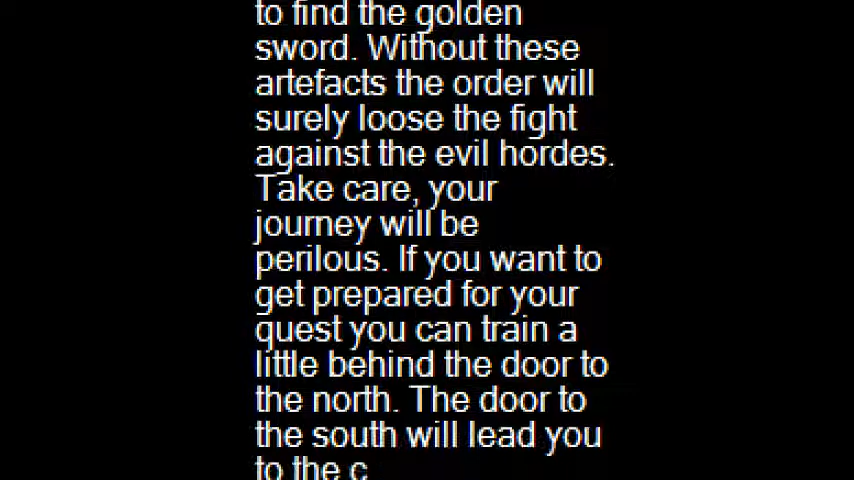 to find the golden
sword. Without these
artefacts the order will
surely loose the fight
against the evil hordes.
Take care, your
journey will be
perilous. If you want to
get prepared for your
quest you can train a
little behind the door to
the north. The door to
the south will lead you
to the c